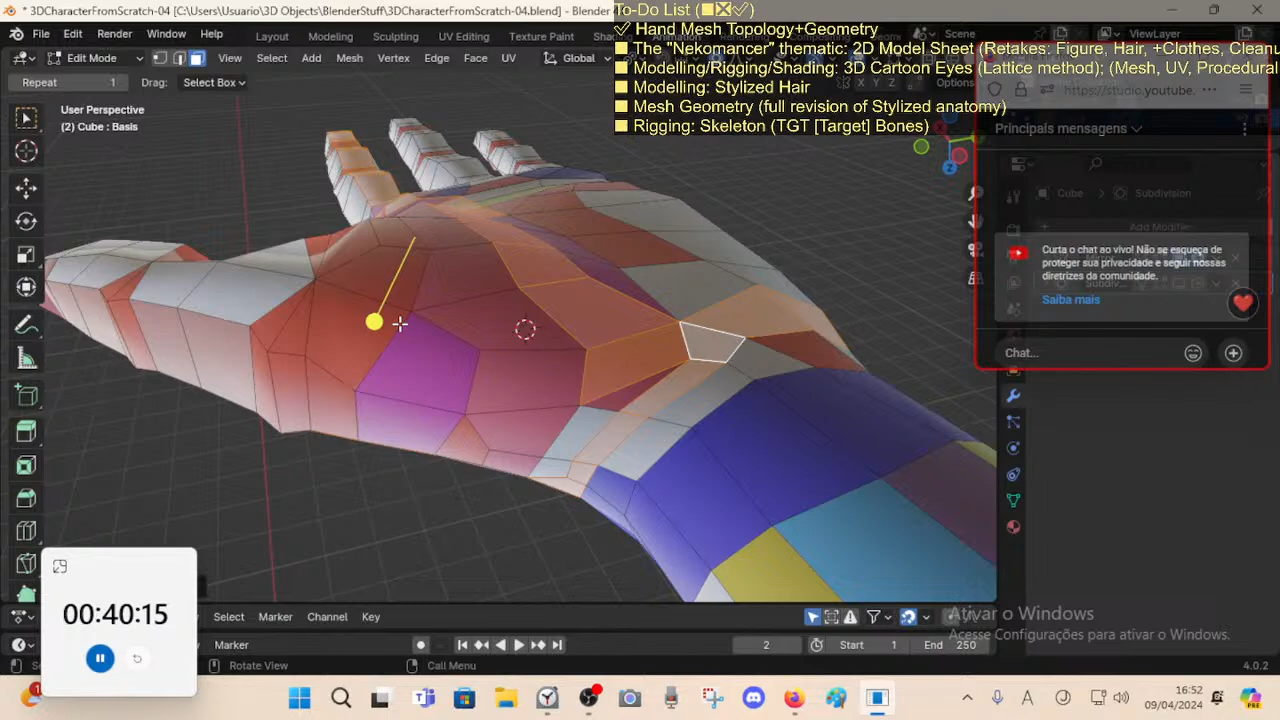 * 3DCharacterFromScratch-04 [C:\Users\Usuario\3D Objects\BlenderStuff\3DCharacterFromScratch-04.blend] - Blender
To-Do List (■☒✓)
✓ Hand Mesh Topology+Geometry
■ The "Nekomancer" thematic: 2D Model Sheet (Retakes: Figure, Hair, +Clothes, Clean
■ Modelling/Rigging/Shading: 3D Cartoon Eyes (Lattice method); (Mesh, UV, Procedural
■ Modelling: Stylized Hair
■ Mesh Geometry (full revision of Stylized anatomy)
■ Rigging: Skeleton (TGT [Target] Bones)
File Edit Render Window Help Layout Modeling Sculpting UV Editing Texture Paint
Scene ViewLayer
Edit Mode View Select Add Mesh Vertex Edge Face UV Global
Repeat 1 Drag: Select Box
X Y Z Options
https://studio.youtube.
User Perspective
(2) Cube : Basis
Principais mensagens
Cube Subdivision
Add Modifier
Curta o chat ao vivo! Não se esqueça de
proteger sua privacidade e seguir nossas
diretrizes da comunidade.
Saiba mais
Chat...
00:40:15
Select Marker Channel Key
Marker 2 Start 1 End 250
Rotate View Call Menu 4.0.2
Ativar o Windows
Acesse Configurações para ativar o Windows.
16:52
09/04/2024